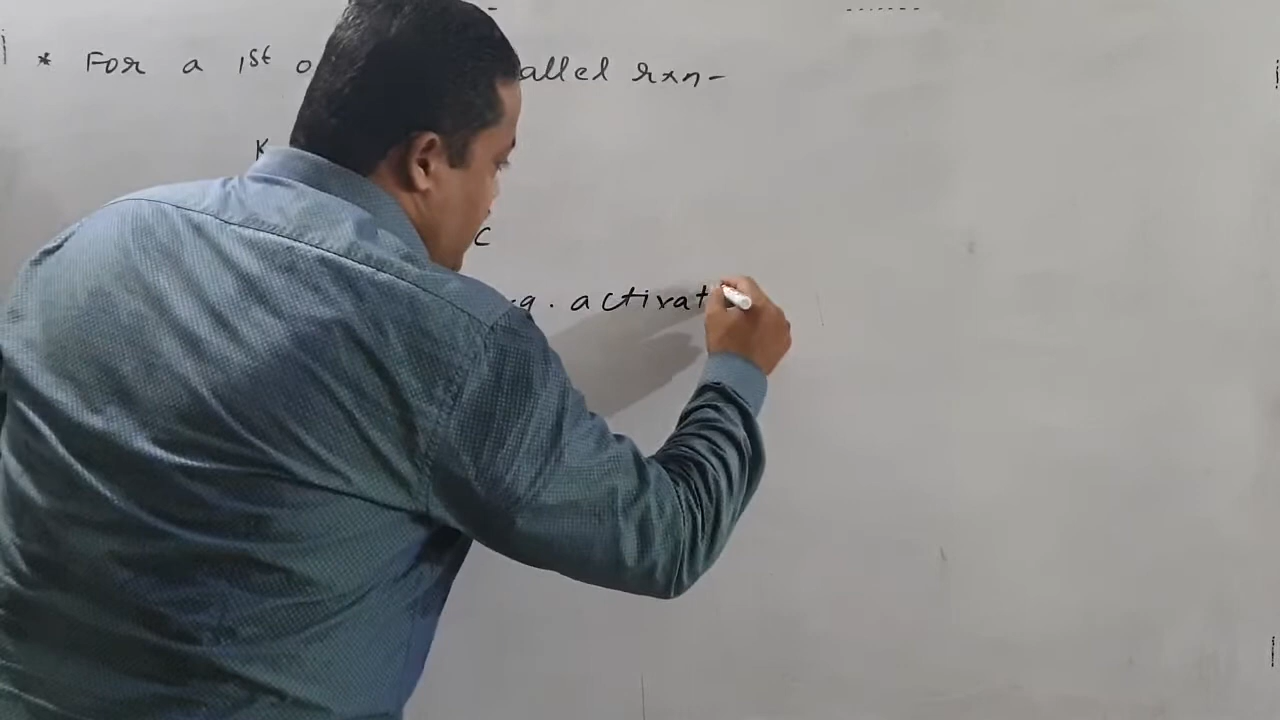 * For a 1st o allel rxn-
K
C
g. activat